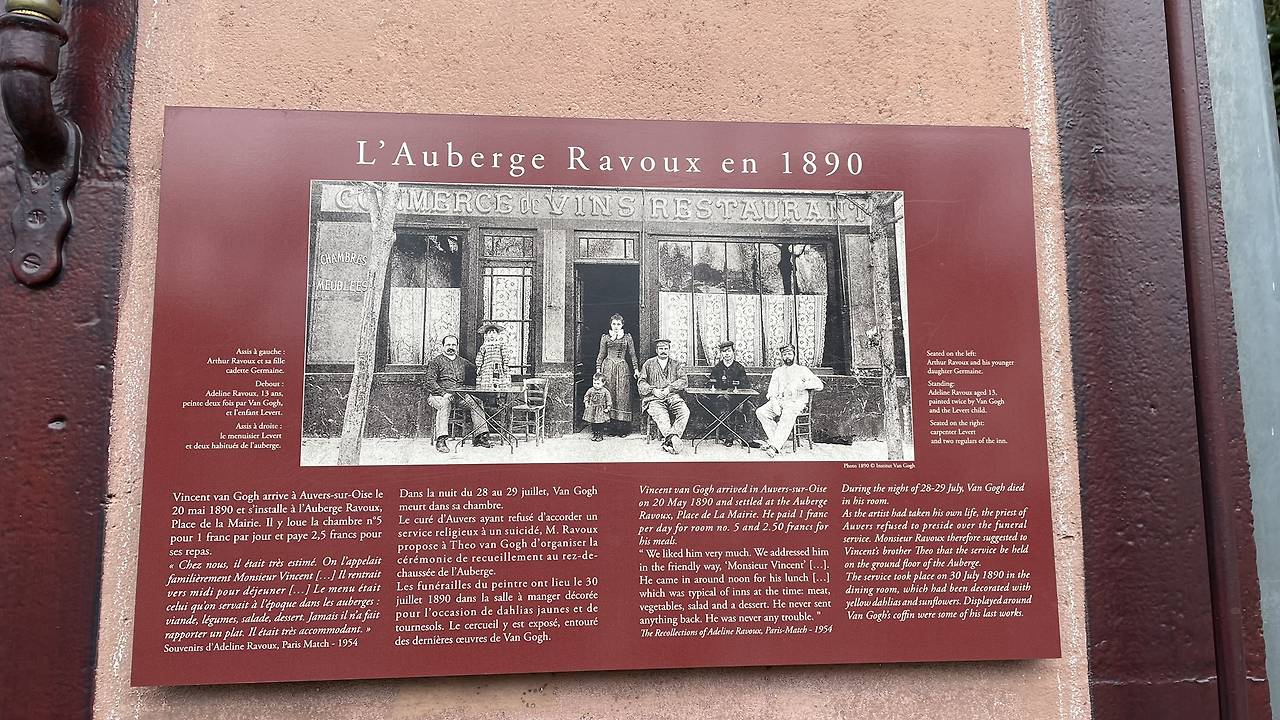 L'Auberge Ravoux en 1890
COMMERCE de VINS RESTAURANT
CHAMBRES
MEUBLÉES
Assis à gauche :
Arthur Ravoux et sa fille
cadette Germaine.
Debout :
Adeline Ravoux, 13 ans,
peinte deux fois par Van Gogh,
et l'enfant Levert.
Assis à droite :
le menuisier Levert
et deux habitués de l'auberge.
Seated on the left:
Arthur Ravoux and his younger
daughter Germaine.
Standing:
Adeline Ravoux aged 13,
painted twice by Van Gogh
and the Levert child.
Seated on the right:
carpenter Levert
and two regulars of the inn.
Photo 1890 © Institut Van Gogh
Vincent van Gogh arrive à Auvers-sur-Oise le
20 mai 1890 et s'installe à l'Auberge Ravoux,
Place de la Mairie. Il y loue la chambre n°5
pour 1 franc par jour et paye 2,5 francs pour
ses repas.
« Chez nous, il était très estimé. On l'appelait
familièrement Monsieur Vincent [...] Il rentrait
vers midi pour déjeuner [...] Le menu était
celui qu'on servait à l'époque dans les auberges :
viande, légumes, salade, dessert. Jamais il n'a fait
rapporter un plat. Il était très accommodant. »
Souvenirs d'Adeline Ravoux, Paris Match - 1954
Dans la nuit du 28 au 29 juillet, Van Gogh
meurt dans sa chambre.
Le curé d'Auvers ayant refusé d'accorder un
service religieux à un suicidé, M. Ravoux
propose à Theo van Gogh d'organiser la
cérémonie de recueillement au rez-de-
chaussée de l'Auberge.
Les funérailles du peintre ont lieu le 30
juillet 1890 dans la salle à manger décorée
pour l'occasion de dahlias jaunes et de
tournesols. Le cercueil y est exposé, entouré
des dernières œuvres de Van Gogh.
Vincent van Gogh arrived in Auvers-sur-Oise
on 20 May 1890 and settled at the Auberge
Ravoux, Place de La Mairie. He paid 1 franc
per day for room no. 5 and 2.50 francs for
his meals.
" We liked him very much. We addressed him
in the friendly way, 'Monsieur Vincent' [...].
He came in around noon for his lunch [...]
which was typical of inns at the time: meat,
vegetables, salad and a dessert. He never sent
anything back. He was never any trouble. "
The Recollections of Adeline Ravoux, Paris-Match - 1954
During the night of 28-29 July, Van Gogh died
in his room.
As the artist had taken his own life, the priest of
Auvers refused to preside over the funeral
service. Monsieur Ravoux therefore suggested to
Vincent's brother Theo that the service be held
on the ground floor of the Auberge.
The service took place on 30 July 1890 in the
dining room, which had been decorated with
yellow dahlias and sunflowers. Displayed around
Van Gogh's coffin were some of his last works.